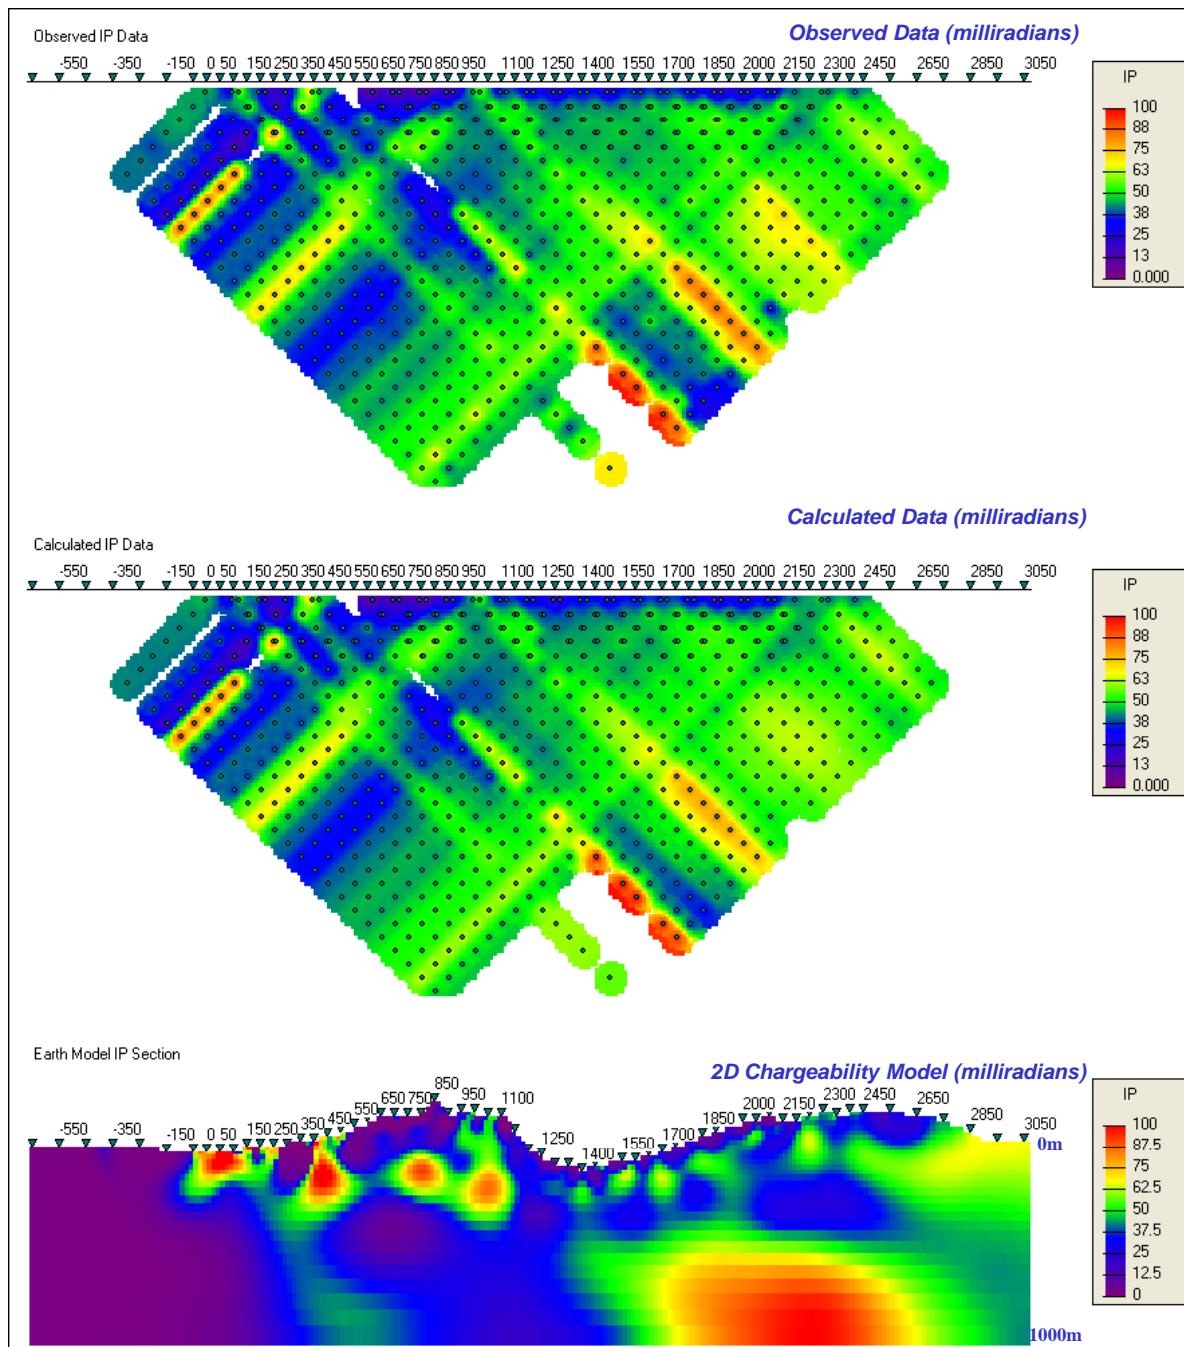 Observed IP Data
Observed Data (milliradians)
-550 -350 -150 0 50 150 250 350 450 550 650 750 850 950 1100 1250 1400 1550 1700 1850 2000 2150 2300 2450 2650 2850 3050
IP
100
88
75
63
50
38
25
13
0.000
Calculated Data (milliradians)
Calculated IP Data
-550 -350 -150 0 50 150 250 350 450 550 650 750 850 950 1100 1250 1400 1550 1700 1850 2000 2150 2300 2450 2650 2850 3050
IP
100
88
75
63
50
38
25
13
0.000
Earth Model IP Section
2D Chargeability Model (milliradians)
-550 -350 -150 0 50 150 250 350 450 550 650 750 850 950 1100 1250 1400 1550 1700 1850 2000 2150 2300 2450 2650 2850 3050
0m
IP
100
87.5
75
62.5
50
37.5
25
12.5
0
1000m